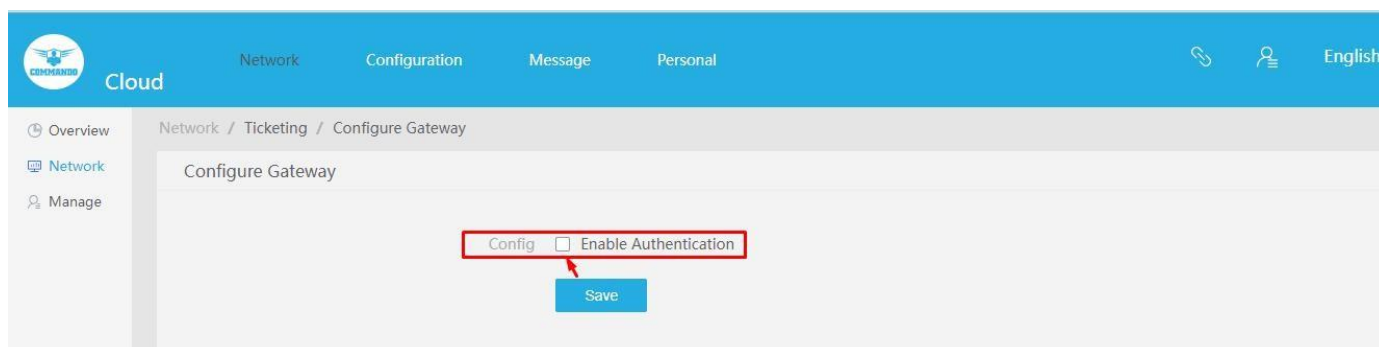 COMMANDO
Cloud
Network Configuration Message Personal English
Overview
Network
Manage
Network / Ticketing / Configure Gateway
Configure Gateway
Config Enable Authentication
Save